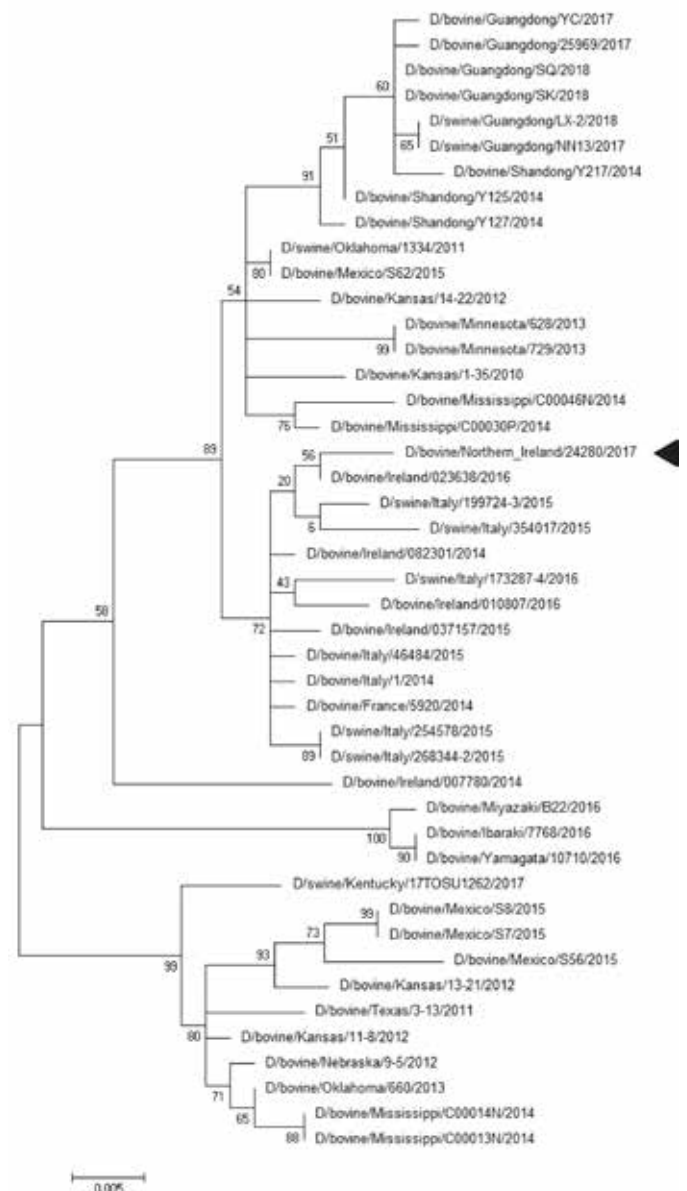 D/bovine/Guangdong/YC/2017
D/bovine/Guangdong/25969/2017
60
D/bovine/Guangdong/SQ/2018
D/bovine/Guangdong/SK/2018
D/swine/Guangdong/LX-2/2018
51
65
D/swine/Guangdong/NN13/2017
D/bovine/Shandong/Y217/2014
91
D/bovine/Shandong/Y125/2014
D/bovine/Shandong/Y127/2014
D/swine/Oklahoma/1334/2011
80
D/bovine/Mexico/S62/2015
54
D/bovine/Kansas/14-22/2012
D/bovine/Minnesota/628/2013
99
D/bovine/Minnesota/729/2013
D/bovine/Kansas/1-35/2010
D/bovine/Mississippi/C00046N/2014
75
D/bovine/Mississippi/C00030P/2014
89
56
D/bovine/Northern_Ireland/24280/2017
20
D/bovine/Ireland/023638/2016
D/swine/Italy/199724-3/2015
6
D/swine/Italy/354017/2015
D/bovine/Ireland/082301/2014
43
D/swine/Italy/173287-4/2016
D/bovine/Ireland/010807/2016
58
72
D/bovine/Ireland/037157/2015
D/bovine/Italy/46484/2015
D/bovine/Italy/1/2014
D/bovine/France/5920/2014
D/swine/Italy/254578/2015
89
D/swine/Italy/268344-2/2015
D/bovine/Ireland/007780/2014
D/bovine/Miyazaki/B22/2016
100
D/bovine/Ibaraki/7768/2016
90
D/bovine/Yamagata/10710/2016
D/swine/Kentucky/17TOSU1262/2017
99
D/bovine/Mexico/S8/2015
73
D/bovine/Mexico/S7/2015
93
D/bovine/Mexico/S56/2015
99
D/bovine/Kansas/13-21/2012
D/bovine/Texas/3-13/2011
80
D/bovine/Kansas/11-8/2012
D/bovine/Nebraska/9-5/2012
71
D/bovine/Oklahoma/660/2013
65
D/bovine/Mississippi/C00014N/2014
88
D/bovine/Mississippi/C00013N/2014
0.005